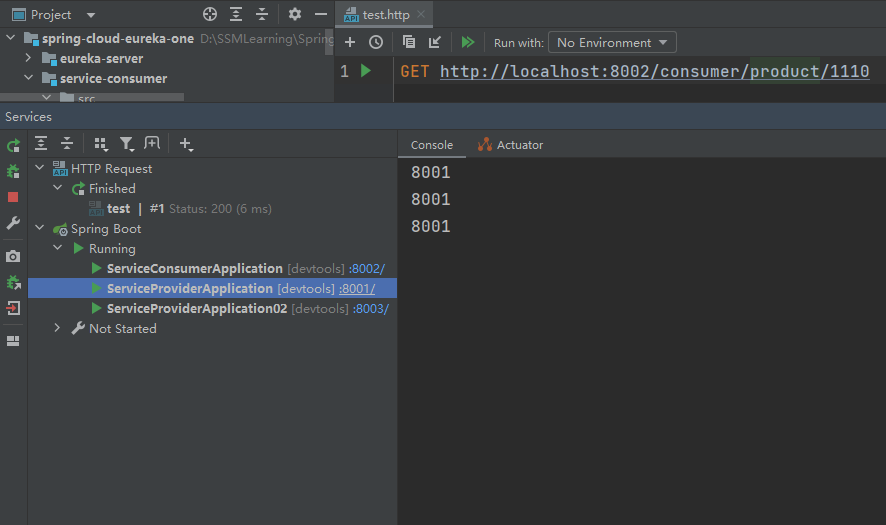 Project
test.http
spring-cloud-eureka-one D:\SSMLearning\Spring
eureka-server
service-consumer
src
Run with: No Environment
1 GET http://localhost:8002/consumer/product/1110
Services
Console
Actuator
HTTP Request
Finished
test | #1 Status: 200 (6 ms)
Spring Boot
Running
ServiceConsumerApplication [devtools] :8002/
ServiceProviderApplication [devtools] :8001/
ServiceProviderApplication02 [devtools] :8003/
Not Started
8001
8001
8001